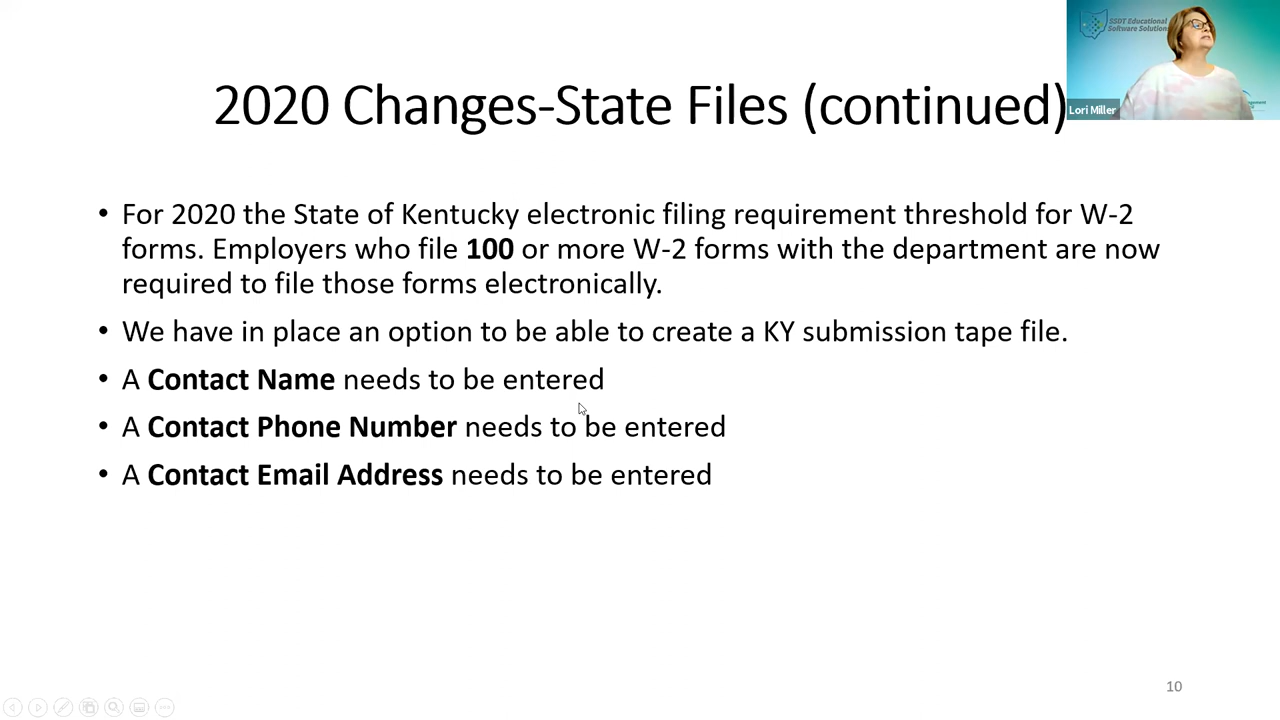 SSDT Educational
Software Solutions
Lori Miller
2020 Changes-State Files (continued)
• For 2020 the State of Kentucky electronic filing requirement threshold for W-2
forms. Employers who file 100 or more W-2 forms with the department are now
required to file those forms electronically.
• We have in place an option to be able to create a KY submission tape file.
• A Contact Name needs to be entered
• A Contact Phone Number needs to be entered
• A Contact Email Address needs to be entered
10